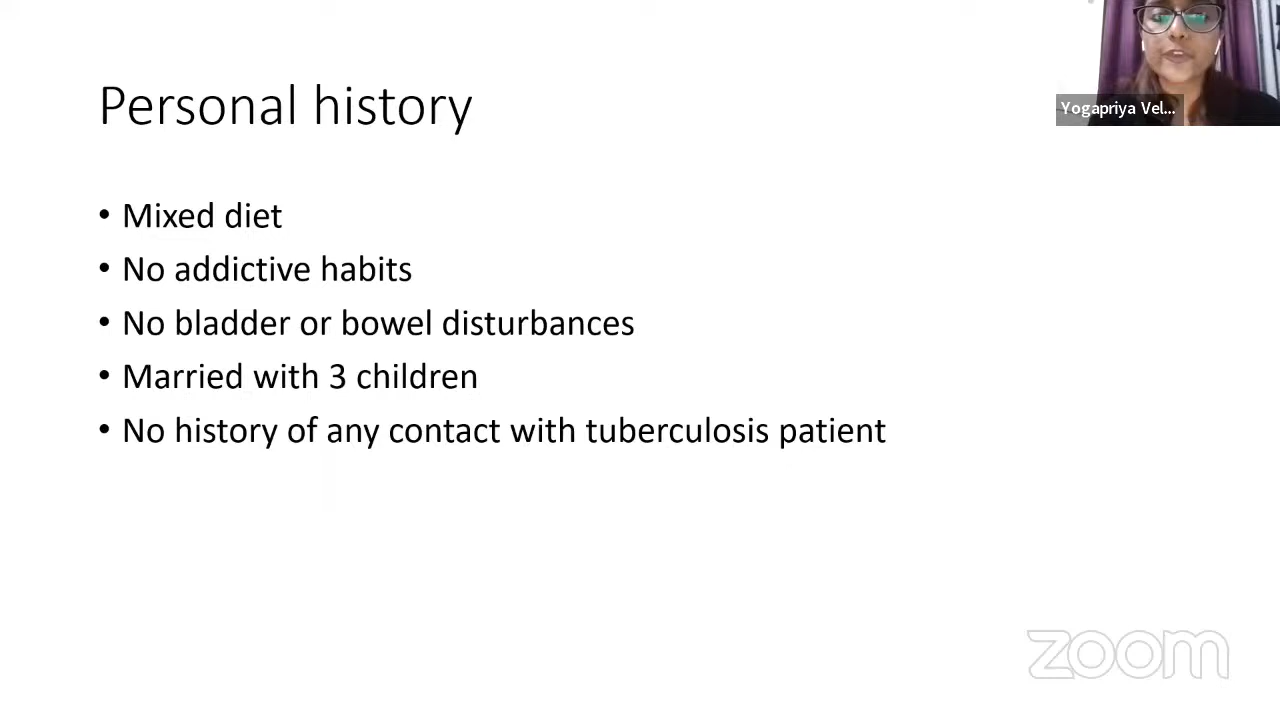 Personal history
Yogapriya Vel...
• Mixed diet
• No addictive habits
• No bladder or bowel disturbances
• Married with 3 children
• No history of any contact with tuberculosis patient
zoom